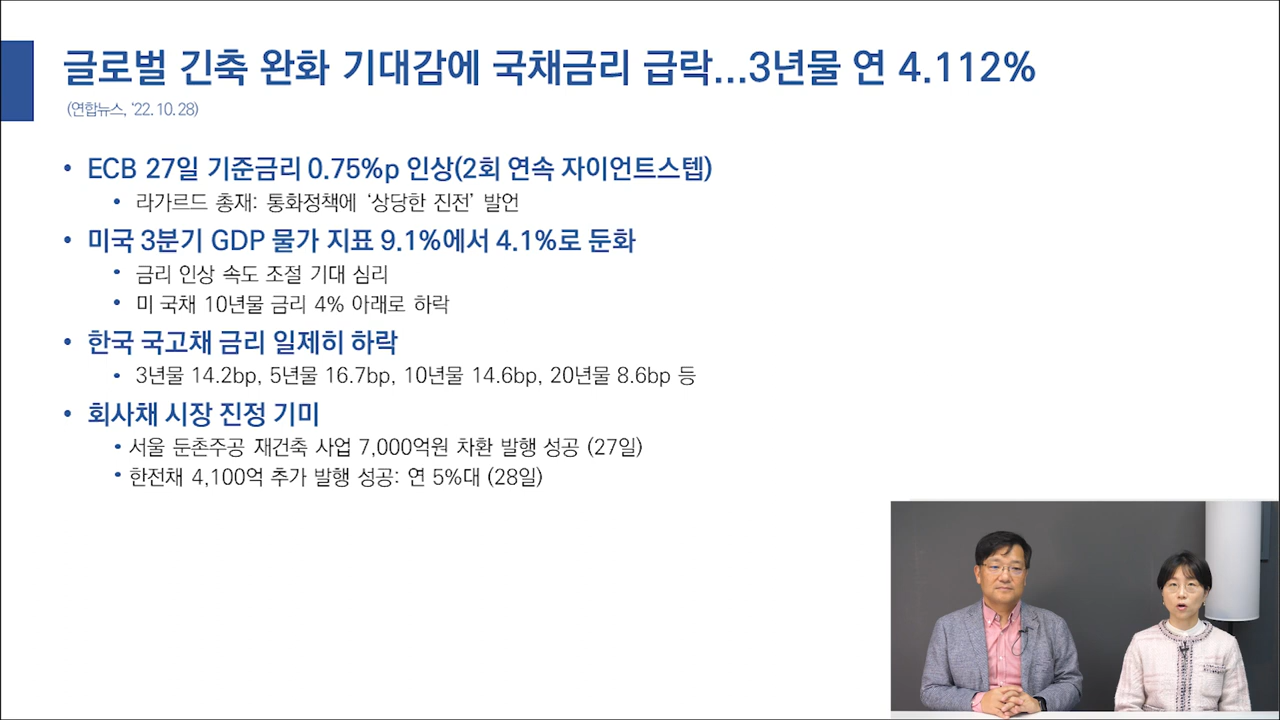 글로벌 긴축 완화 기대감에 국채금리 급락...3년물 연 4.112%
(연합뉴스, ‘22. 10. 28)
• ECB 27일 기준금리 0.75%p 인상(2회 연속 자이언트스텝)
• 라가르드 총재: 통화정책에 ‘상당한 진전’ 발언
• 미국 3분기 GDP 물가 지표 9.1%에서 4.1%로 둔화
• 금리 인상 속도 조절 기대 심리
• 미 국채 10년물 금리 4% 아래로 하락
• 한국 국고채 금리 일제히 하락
• 3년물 14.2bp, 5년물 16.7bp, 10년물 14.6bp, 20년물 8.6bp 등
• 회사채 시장 진정 기미
• 서울 둔촌주공 재건축 사업 7,000억원 차환 발행 성공 (27일)
• 한전채 4,100억 추가 발행 성공: 연 5%대 (28일)